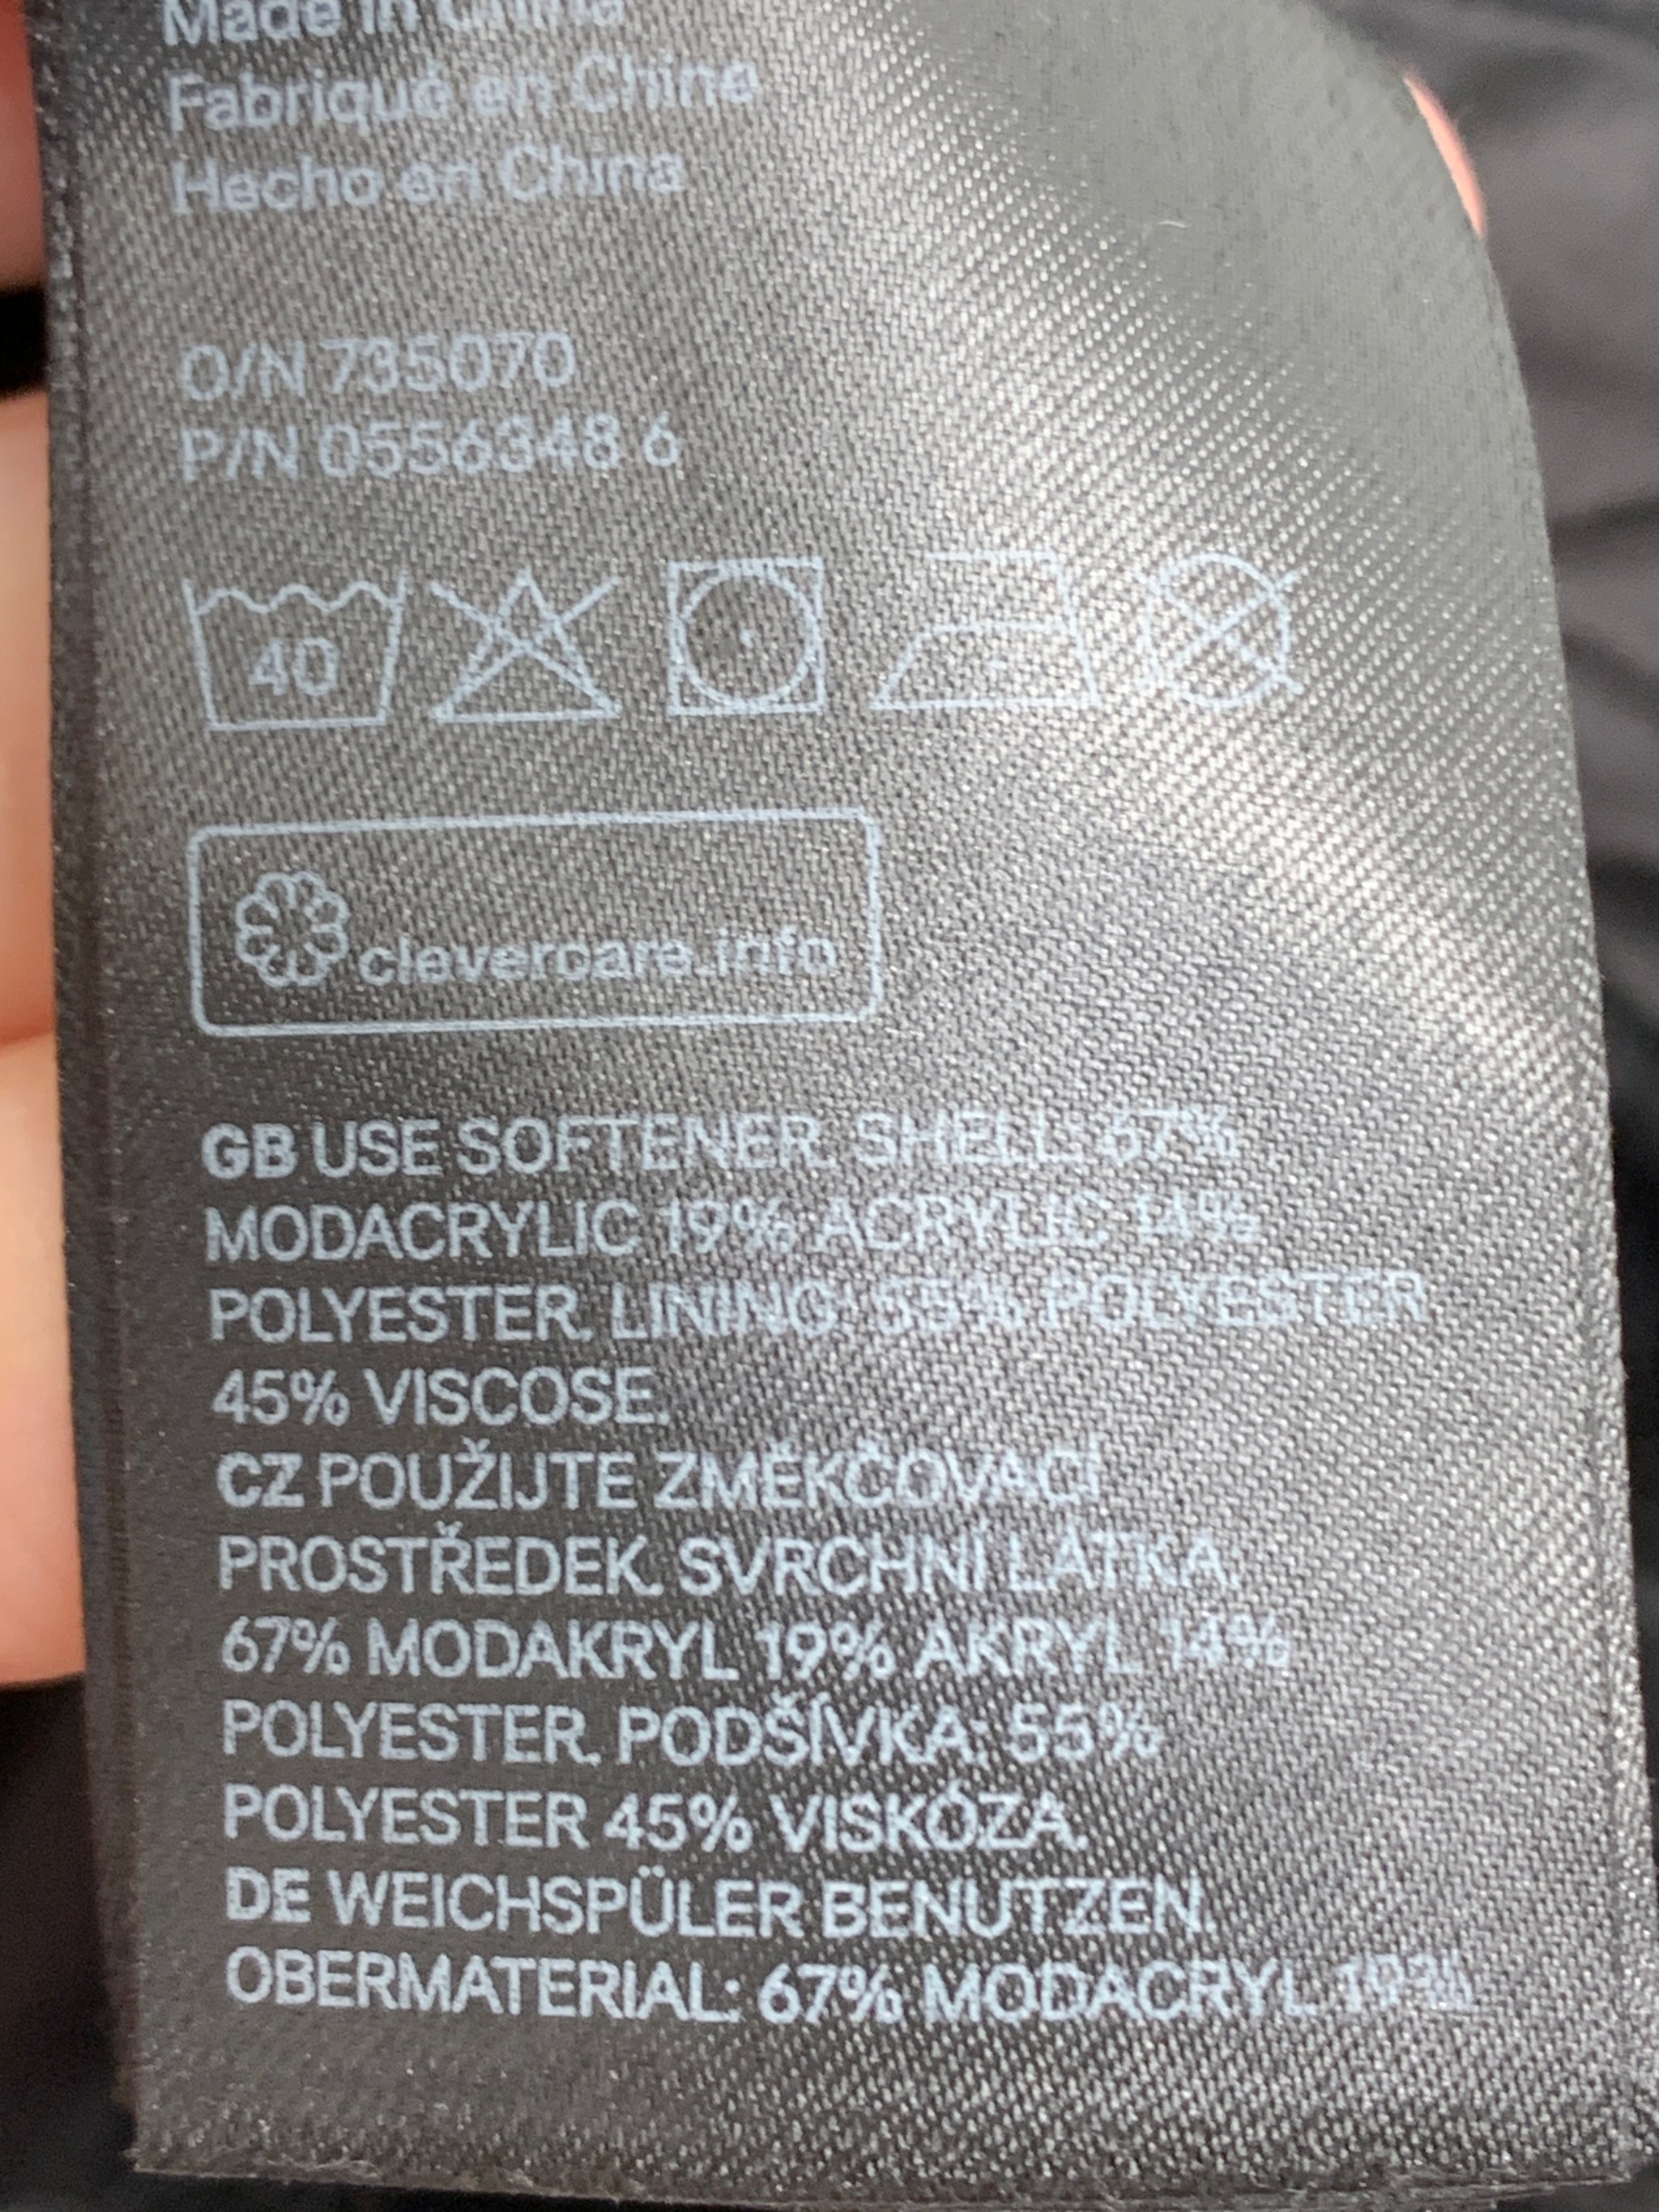 Made in China
Fabriqué en Chine
Hecho en China
O/N 735070
P/N 0556348 6
40
clevercare.info
GB USE SOFTENER. SHELL: 67%
MODACRYLIC 19% ACRYLIC 14%
POLYESTER. LINING: 55% POLYESTER
45% VISCOSE.
CZ POUŽIJTE ZMĚKČOVACÍ
PROSTŘEDEK. SVRCHNÍ LÁTKA:
67% MODAKRYL 19% AKRYL 14%
POLYESTER. PODŠÍVKA: 55%
POLYESTER 45% VISKÓZA.
DE WEICHSPÜLER BENUTZEN.
OBERMATERIAL: 67% MODACRYL 19%